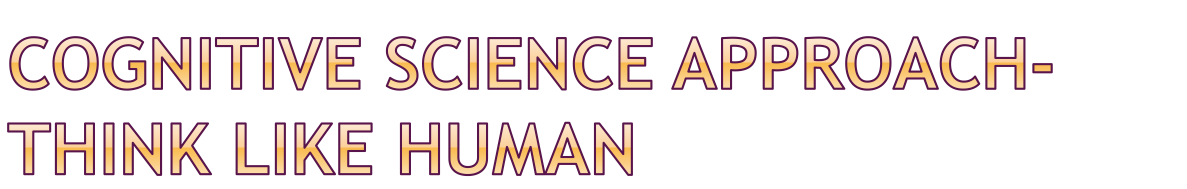 COGNITIVE SCIENCE APPROACH-
THINK LIKE HUMAN